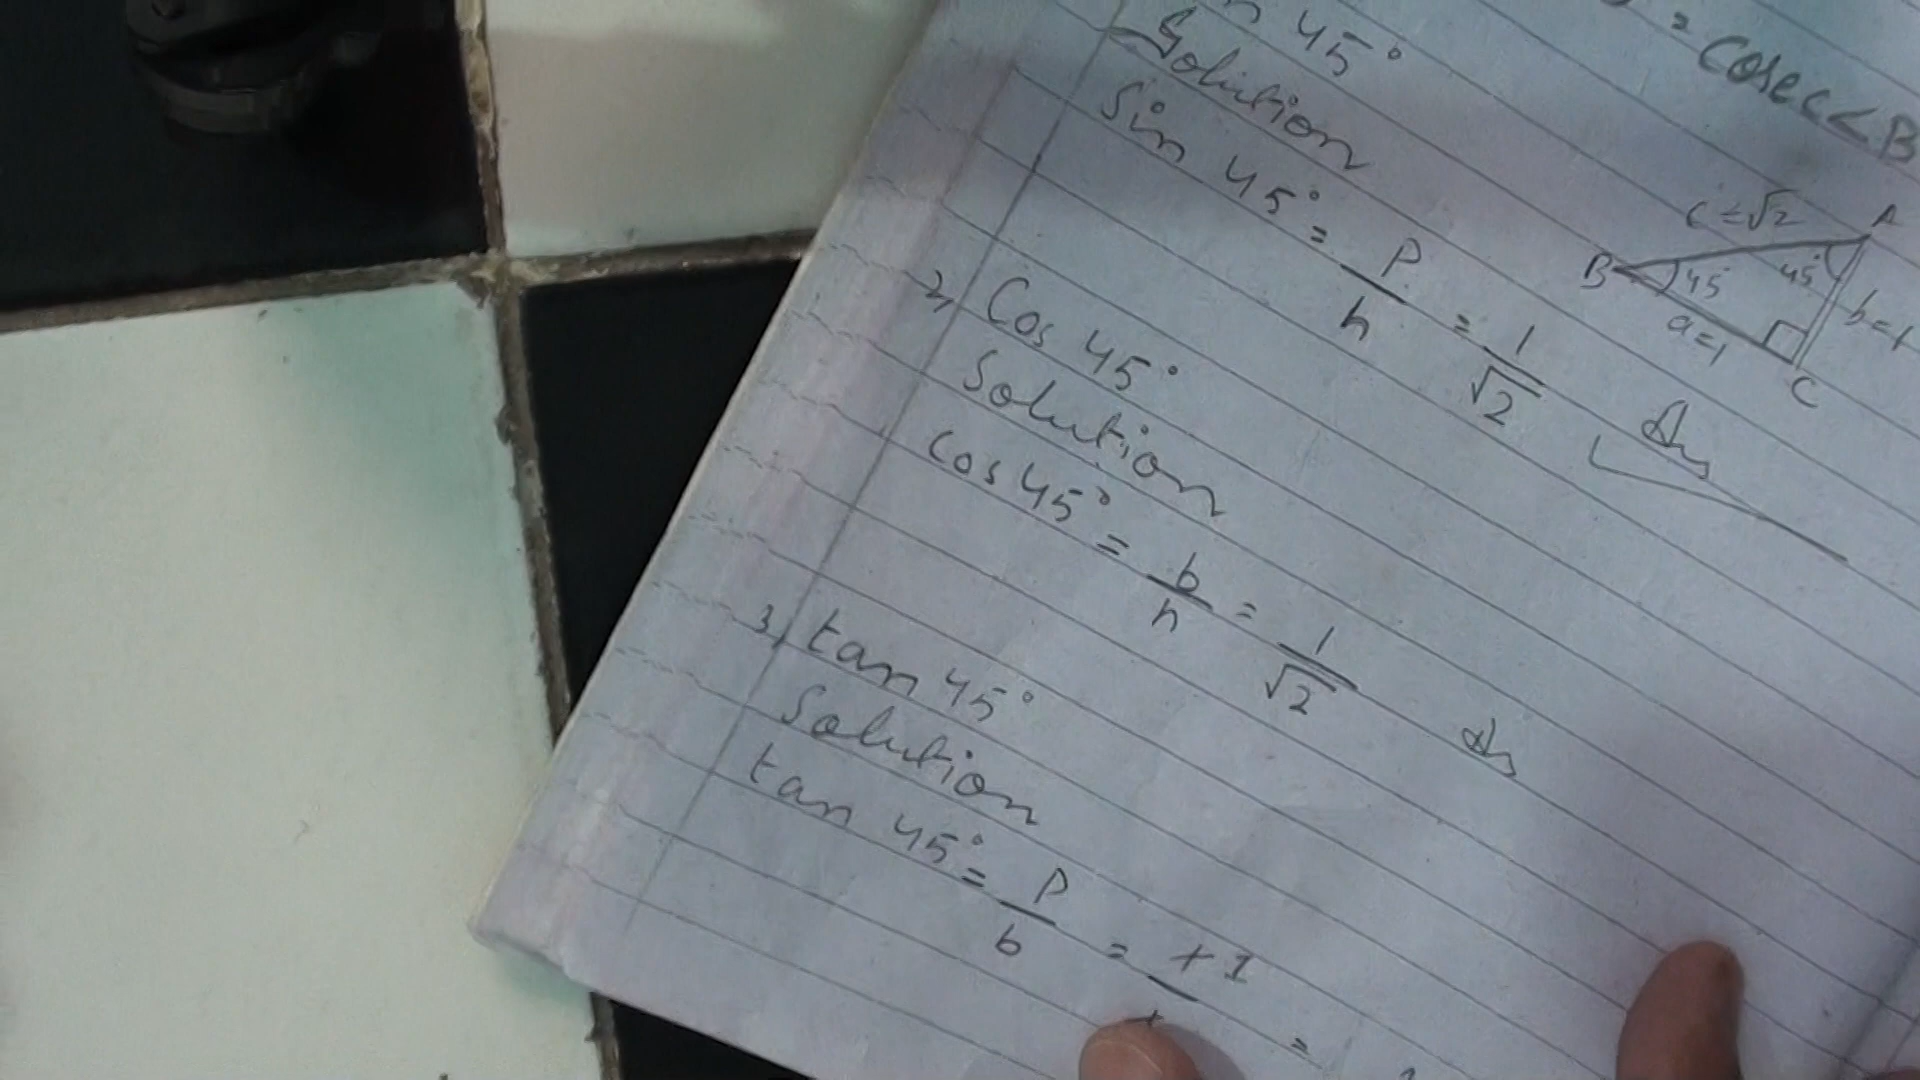 = cosec < B
45°
Solution
Sin 45° = P/h = 1/√2 Ans
c=√2 A
B 45 45° b=1
a=1 C
2, Cos 45°
Solution
cos 45° = b/h = 1/√2 Ans
3, tan 45°
Solution
tan 45° = P/b = 1
=